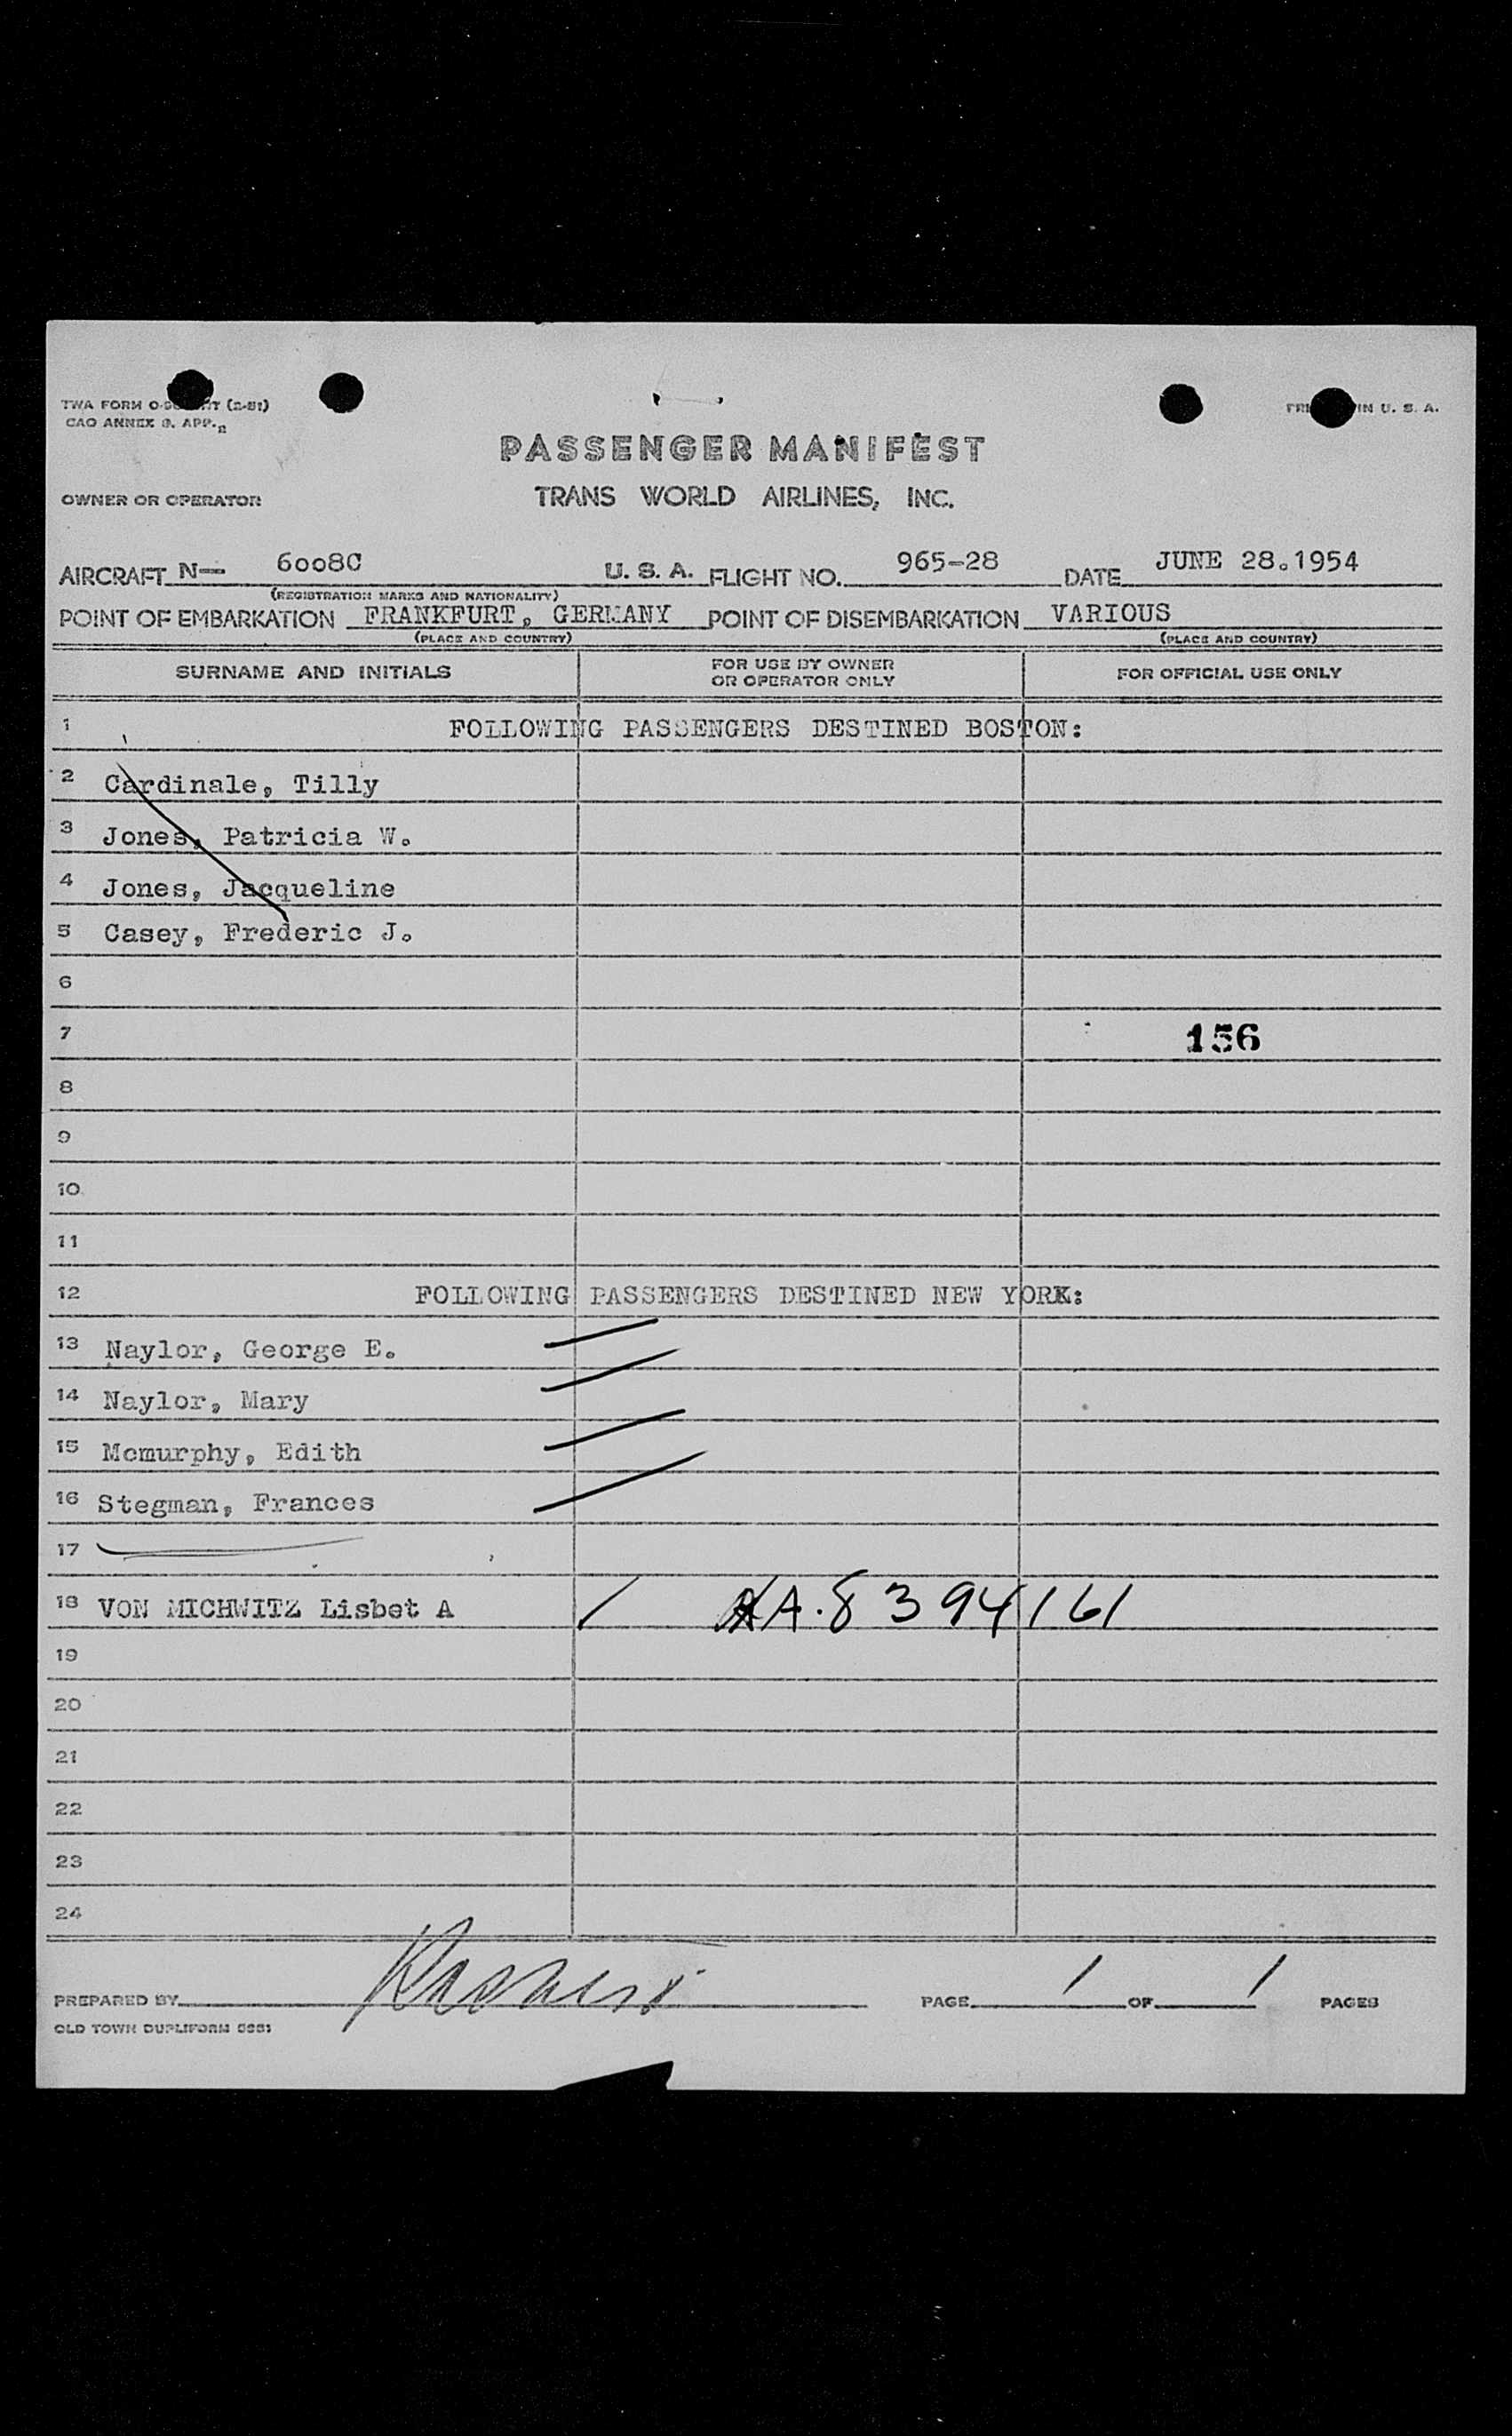 TWA FORM O- (2-51)
CAO ANNEX 9. APP. 2
IN U. S. A.
PASSENGER MANIFEST
OWNER OR OPERATOR TRANS WORLD AIRLINES, INC.
AIRCRAFT N— 6008C U. S. A. FLIGHT NO. 965-28 DATE JUNE 28.1954
(REGISTRATION MARKS AND NATIONALITY)
POINT OF EMBARKATION FRANKFURT, GERMANY POINT OF DISEMBARKATION VARIOUS
(PLACE AND COUNTRY) (PLACE AND COUNTRY)
SURNAME AND INITIALS FOR USE BY OWNER OR OPERATOR ONLY FOR OFFICIAL USE ONLY
1 FOLLOWING PASSENGERS DESTINED BOSTON:
2 Cardinale, Tilly
3 Jones, Patricia W.
4 Jones, Jacqueline
5 Casey, Frederic J.
6
7 156
8
9
10
11
12 FOLLOWING PASSENGERS DESTINED NEW YORK:
13 Naylor, George E.
14 Naylor, Mary
15 Mcmurphy, Edith
16 Stegman, Frances
17
18 VON MICHWITZ Lisbet A / AA.8394161
19
20
21
22
23
24
PREPARED BY PAGE 1 OF 1 PAGES
OLD TOWN DUPLIFORM